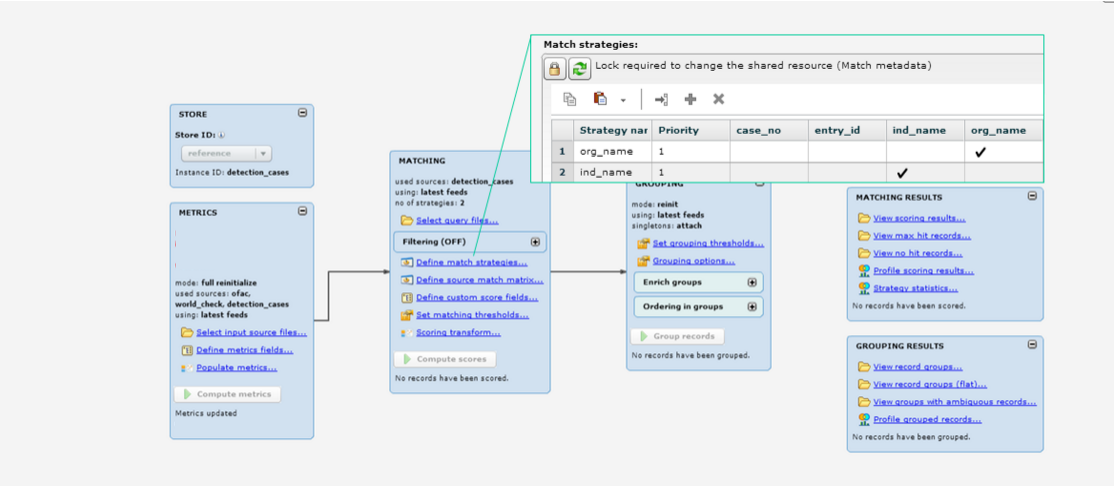 Match strategies:
Lock required to change the shared resource (Match metadata)
Strategy nar Priority case_no entry_id ind_name org_name
1 org_name 1 ✔
2 ind_name 1 ✔
STORE
Store ID:
reference
Instance ID: detection_cases
METRICS
mode: full reinitialize
used sources: ofac,
world_check, detection_cases
using: latest feeds
Select input source files...
Define metrics fields...
Populate metrics...
Compute metrics
Metrics updated
MATCHING
used sources: detection_cases
using: latest feeds
no of strategies: 2
Select query files...
Filtering (OFF)
Define match strategies...
Define source match matrix...
Define custom score fields...
Set matching thresholds...
Scoring transform...
Compute scores
No records have been scored.
GROUPING
mode: reinit
using: latest feeds
singletons: attach
Set grouping thresholds...
Grouping options...
Enrich groups
Ordering in groups
Group records
No records have been grouped.
MATCHING RESULTS
View scoring results...
View max hit records...
View no hit records...
Profile scoring results...
Strategy statistics...
No records have been scored.
GROUPING RESULTS
View record groups...
View record groups (flat)...
View groups with ambiguous records...
Profile grouped records...
No records have been grouped.